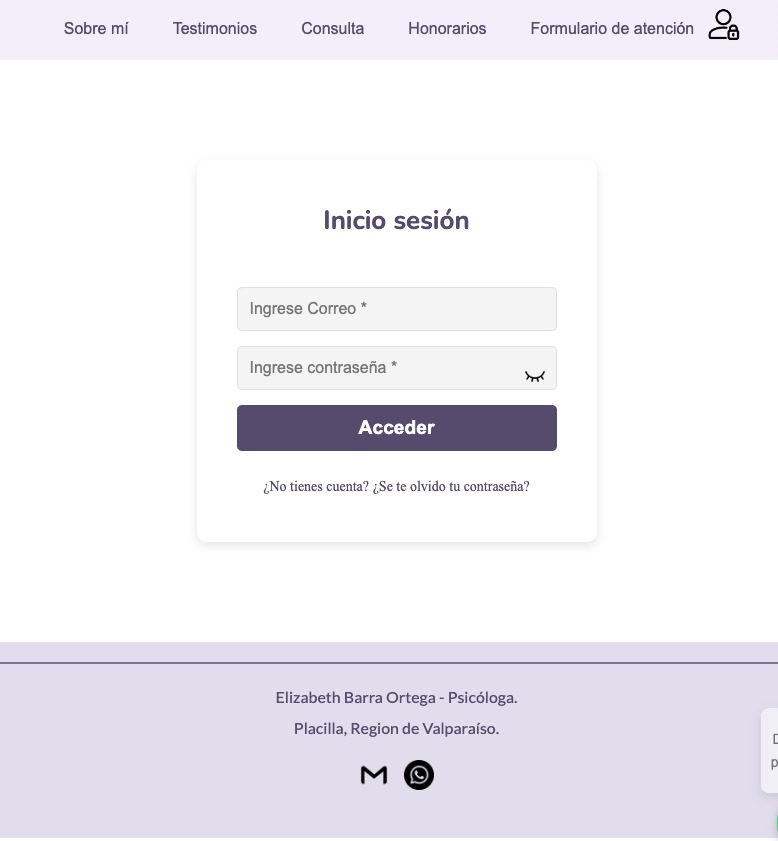 Sobre mí Testimonios Consulta Honorarios Formulario de atención
Inicio sesión
Ingrese Correo *
Ingrese contraseña *
Acceder
¿No tienes cuenta? ¿Se te olvido tu contraseña?
Elizabeth Barra Ortega - Psicóloga.
Placilla, Region de Valparaíso.